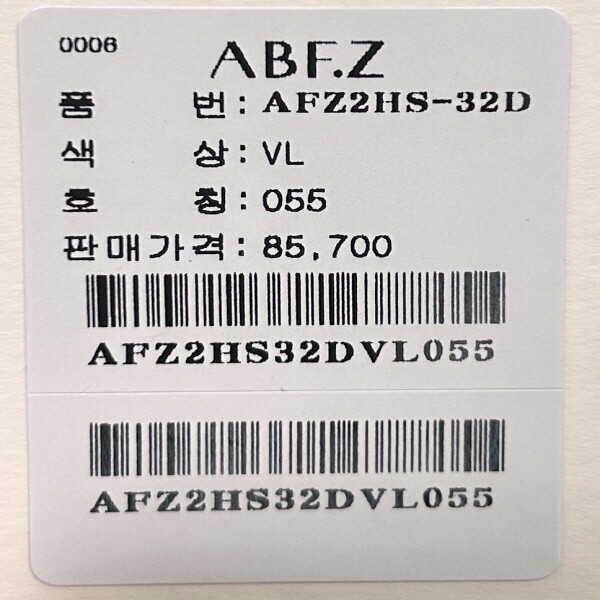 0006
ABF.Z
품 번 : AFZ2HS-32D
색 상 : VL
호 칭 : 055
판매가격 : 85,700
AFZ2HS32DVL055
AFZ2HS32DVL055